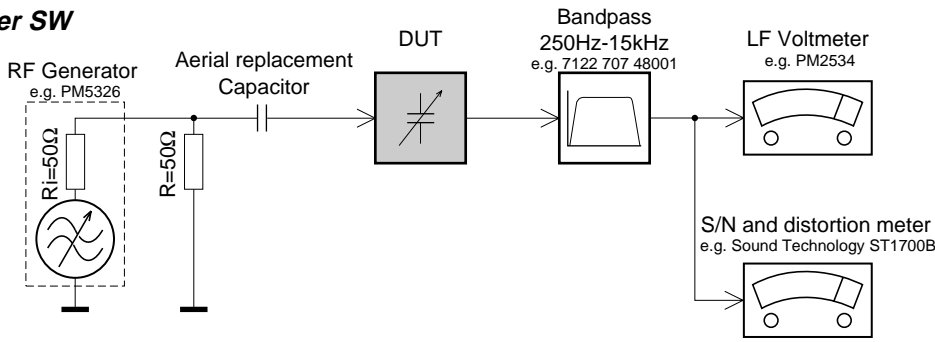 er SW
RF Generator
e.g. PM5326
Ri=50Ω
R=50Ω
Aerial replacement
Capacitor
DUT
Bandpass
250Hz-15kHz
e.g. 7122 707 48001
LF Voltmeter
e.g. PM2534
S/N and distortion meter
e.g. Sound Technology ST1700B